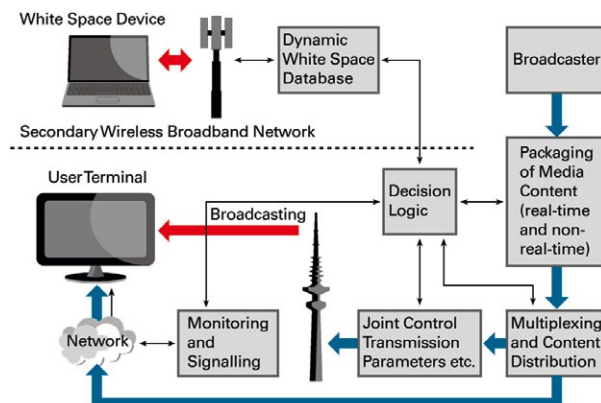 White Space Device
Dynamic
White Space
Database
Broadcaster
Secondary Wireless Broadband Network
User Terminal
Broadcasting
Decision
Logic
Packaging
of Media
Content
(real-time
and non-
real-time)
Network
Monitoring
and
Signalling
Joint Control
Transmission
Parameters etc.
Multiplexing
and Content
Distribution